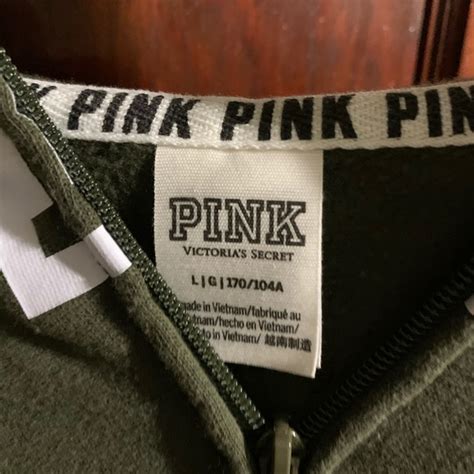 PINK PINK PINK PINK PIN
PINK
VICTORIA'S SECRET
L | G | 170/104A
made in Vietnam/fabriqué au
Vietnam/hecho en Vietnam/
in Vietnam/ 越南制造